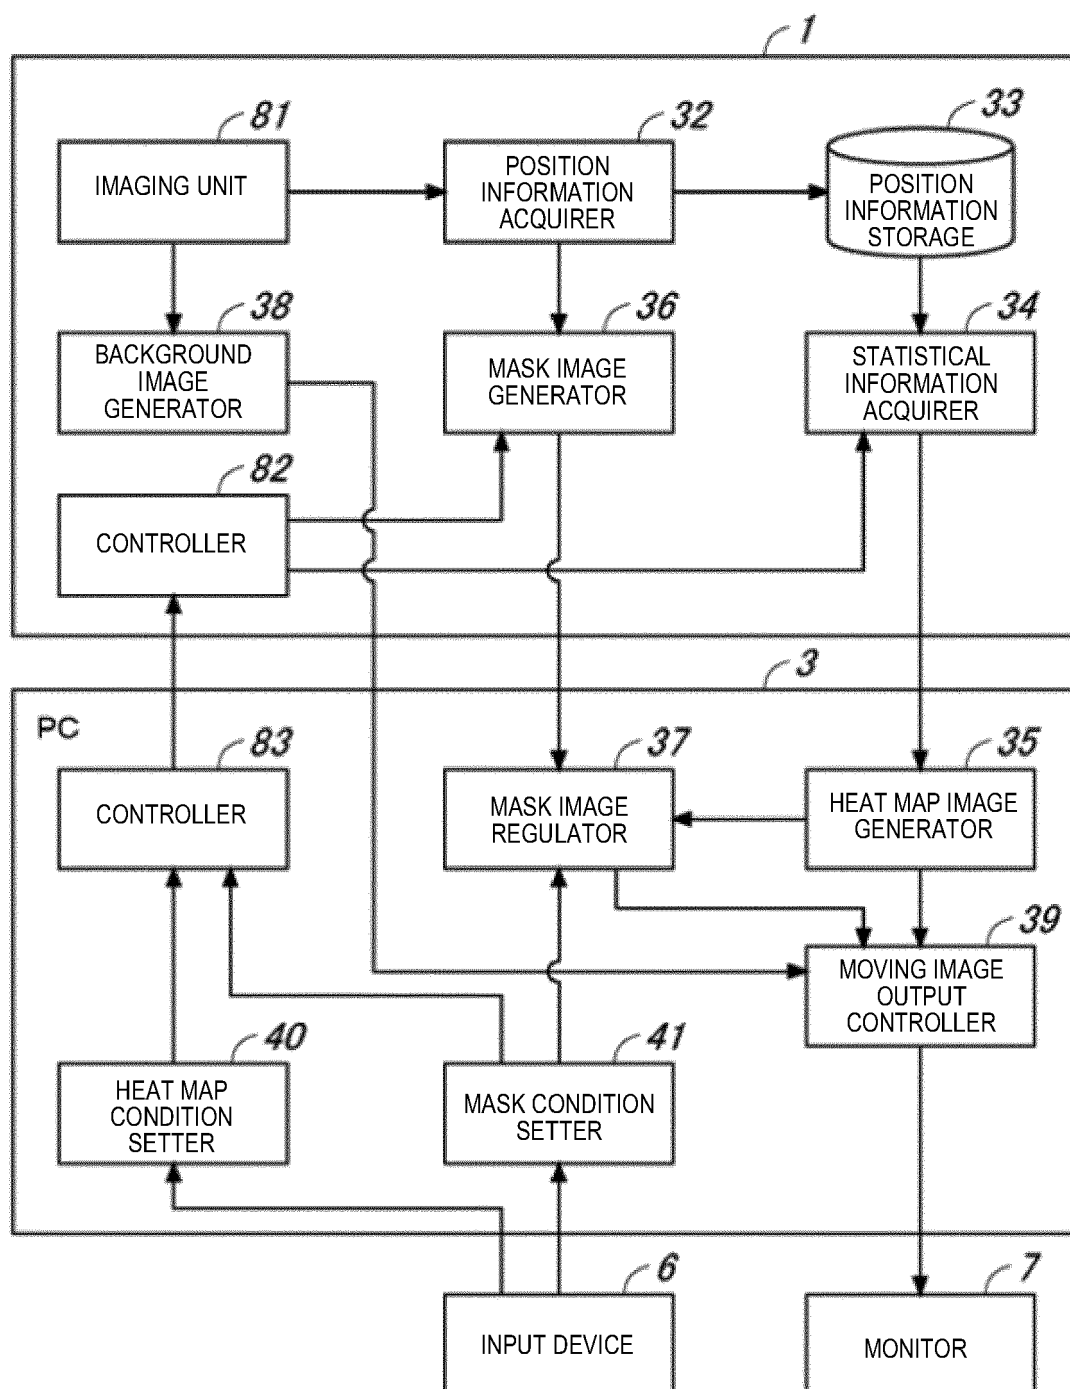 1
81
32
33
IMAGING UNIT
POSITION
INFORMATION
ACQUIRER
POSITION
INFORMATION
STORAGE
38
36
34
BACKGROUND
IMAGE
GENERATOR
MASK IMAGE
GENERATOR
STATISTICAL
INFORMATION
ACQUIRER
82
CONTROLLER
3
PC
83
37
35
CONTROLLER
MASK IMAGE
REGULATOR
HEAT MAP IMAGE
GENERATOR
39
MOVING IMAGE
OUTPUT
CONTROLLER
40
41
HEAT MAP
CONDITION
SETTER
MASK CONDITION
SETTER
6
7
INPUT DEVICE
MONITOR